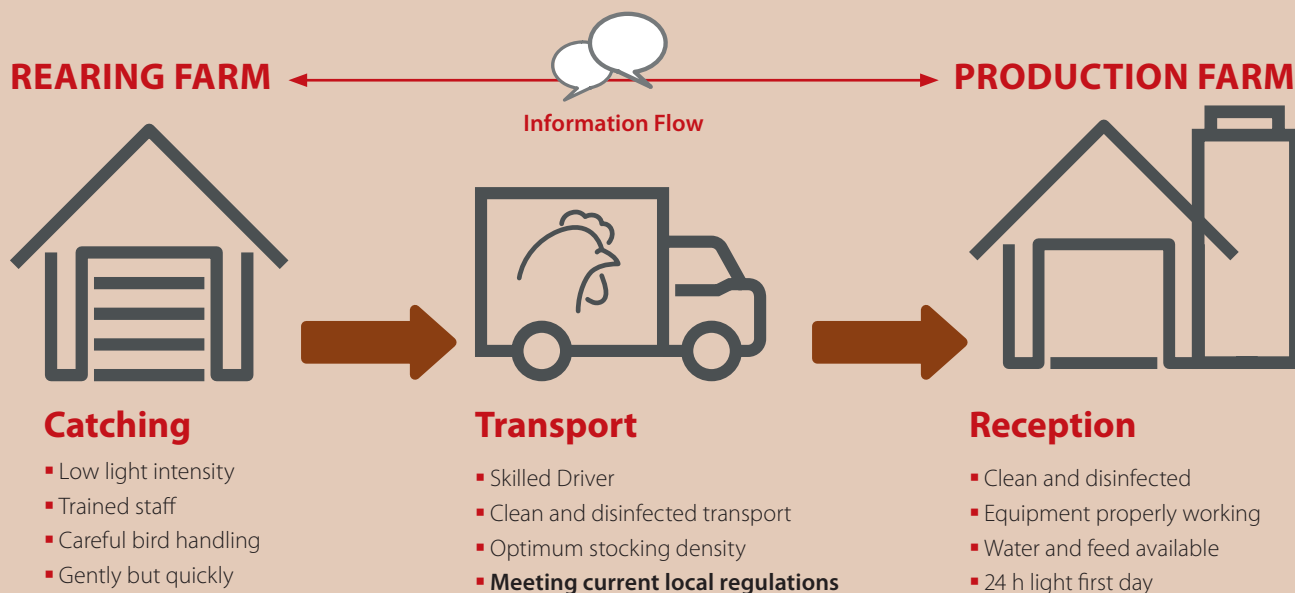 REARING FARM
PRODUCTION FARM
Information Flow
Catching
▪ Low light intensity
▪ Trained staff
▪ Careful bird handling
▪ Gently but quickly
Transport
▪ Skilled Driver
▪ Clean and disinfected transport
▪ Optimum stocking density
▪ Meeting current local regulations
Reception
▪ Clean and disinfected
▪ Equipment properly working
▪ Water and feed available
▪ 24 h light first day